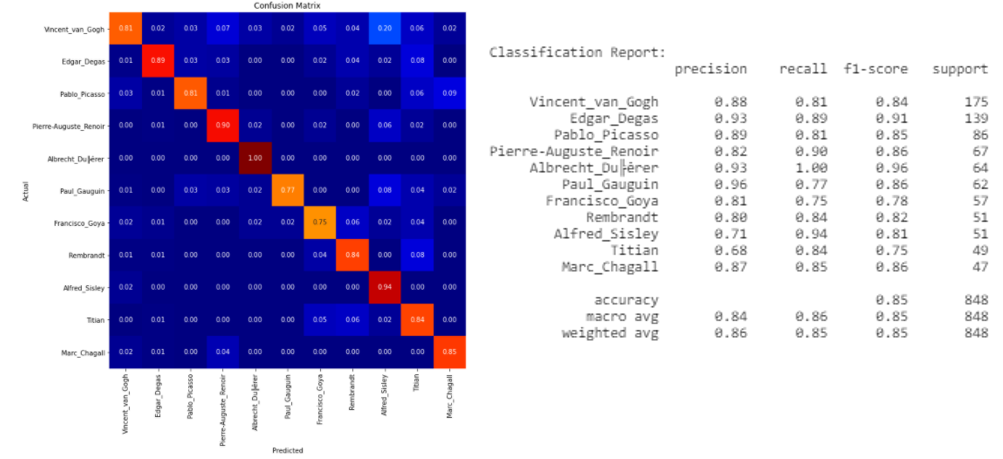 Confusion Matrix
Actual
Vincent_van_Gogh 0.81 0.02 0.03 0.07 0.03 0.02 0.05 0.04 0.20 0.06 0.02
Edgar_Degas 0.01 0.89 0.03 0.03 0.00 0.00 0.02 0.04 0.02 0.08 0.00
Pablo_Picasso 0.03 0.01 0.81 0.01 0.00 0.00 0.00 0.02 0.00 0.06 0.09
Pierre-Auguste_Renoir 0.00 0.01 0.00 0.90 0.02 0.00 0.02 0.00 0.06 0.02 0.00
Albrecht_Du╠êrer 0.00 0.00 0.00 0.00 1.00 0.00 0.00 0.00 0.00 0.00 0.00
Paul_Gauguin 0.01 0.00 0.03 0.03 0.02 0.77 0.00 0.00 0.08 0.04 0.02
Francisco_Goya 0.02 0.01 0.00 0.00 0.02 0.02 0.75 0.06 0.02 0.04 0.00
Rembrandt 0.01 0.01 0.00 0.00 0.00 0.00 0.04 0.84 0.00 0.08 0.00
Alfred_Sisley 0.02 0.00 0.00 0.00 0.00 0.00 0.00 0.00 0.94 0.00 0.00
Titian 0.00 0.00 0.00 0.00 0.00 0.00 0.05 0.06 0.02 0.84 0.00
Marc_Chagall 0.02 0.01 0.00 0.04 0.00 0.00 0.00 0.00 0.00 0.00 0.85
Vincent_van_Gogh
Edgar_Degas
Pablo_Picasso
Pierre-Auguste_Renoir
Albrecht_Du╠êrer
Paul_Gauguin
Francisco_Goya
Rembrandt
Alfred_Sisley
Titian
Marc_Chagall
Predicted
Classification Report:
precision recall f1-score support
Vincent_van_Gogh 0.88 0.81 0.84 175
Edgar_Degas 0.93 0.89 0.91 139
Pablo_Picasso 0.89 0.81 0.85 86
Pierre-Auguste_Renoir 0.82 0.90 0.86 67
Albrecht_Du╠êrer 0.93 1.00 0.96 64
Paul_Gauguin 0.96 0.77 0.86 62
Francisco_Goya 0.81 0.75 0.78 57
Rembrandt 0.80 0.84 0.82 51
Alfred_Sisley 0.71 0.94 0.81 51
Titian 0.68 0.84 0.75 49
Marc_Chagall 0.87 0.85 0.86 47
accuracy 0.85 848
macro avg 0.84 0.86 0.85 848
weighted avg 0.86 0.85 0.85 848